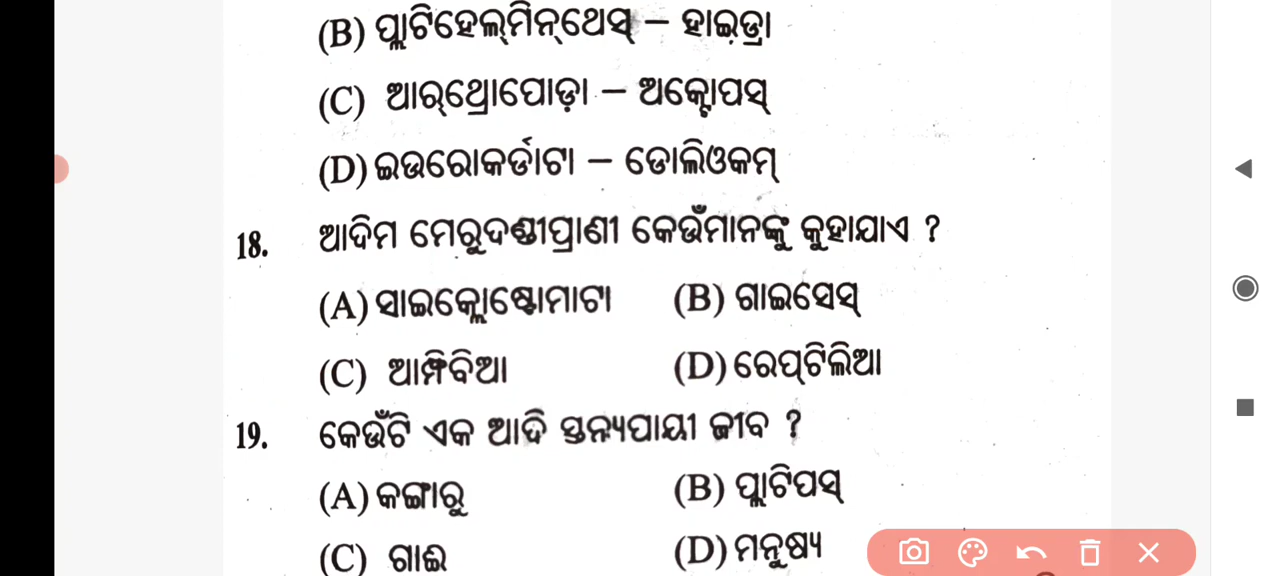 (B) ପ୍ଲାଟିହେଲ୍‌ମିନ୍‌ଥେସ୍ – ହାଇଡ୍ରା
(C) ଆର୍‌ଥ୍ରୋପୋଡ଼ା – ଅକ୍ଟୋପସ୍
(D) ଇଉରୋକର୍ଡାଟା – ଡୋଲିଓକମ୍
18. ଆଦିମ ମେରୁଦଣ୍ଡୀପ୍ରାଣୀ କେଉଁମାନଙ୍କୁ କୁହାଯାଏ ?
(A) ସାଇକ୍ଲୋଷ୍ଟୋମାଟା (B) ଗାଇସେସ୍
(C) ଆମ୍ଫିବିଆ (D) ରେପ୍‌ଟିଲିଆ
19. କେଉଁଟି ଏକ ଆଦି ସ୍ତନ୍ୟପାୟୀ ଜୀବ ?
(A) କଙ୍ଗାରୁ (B) ପ୍ଲାଟିପସ୍
(C) ଗାଈ (D) ମନୁଷ୍ୟ